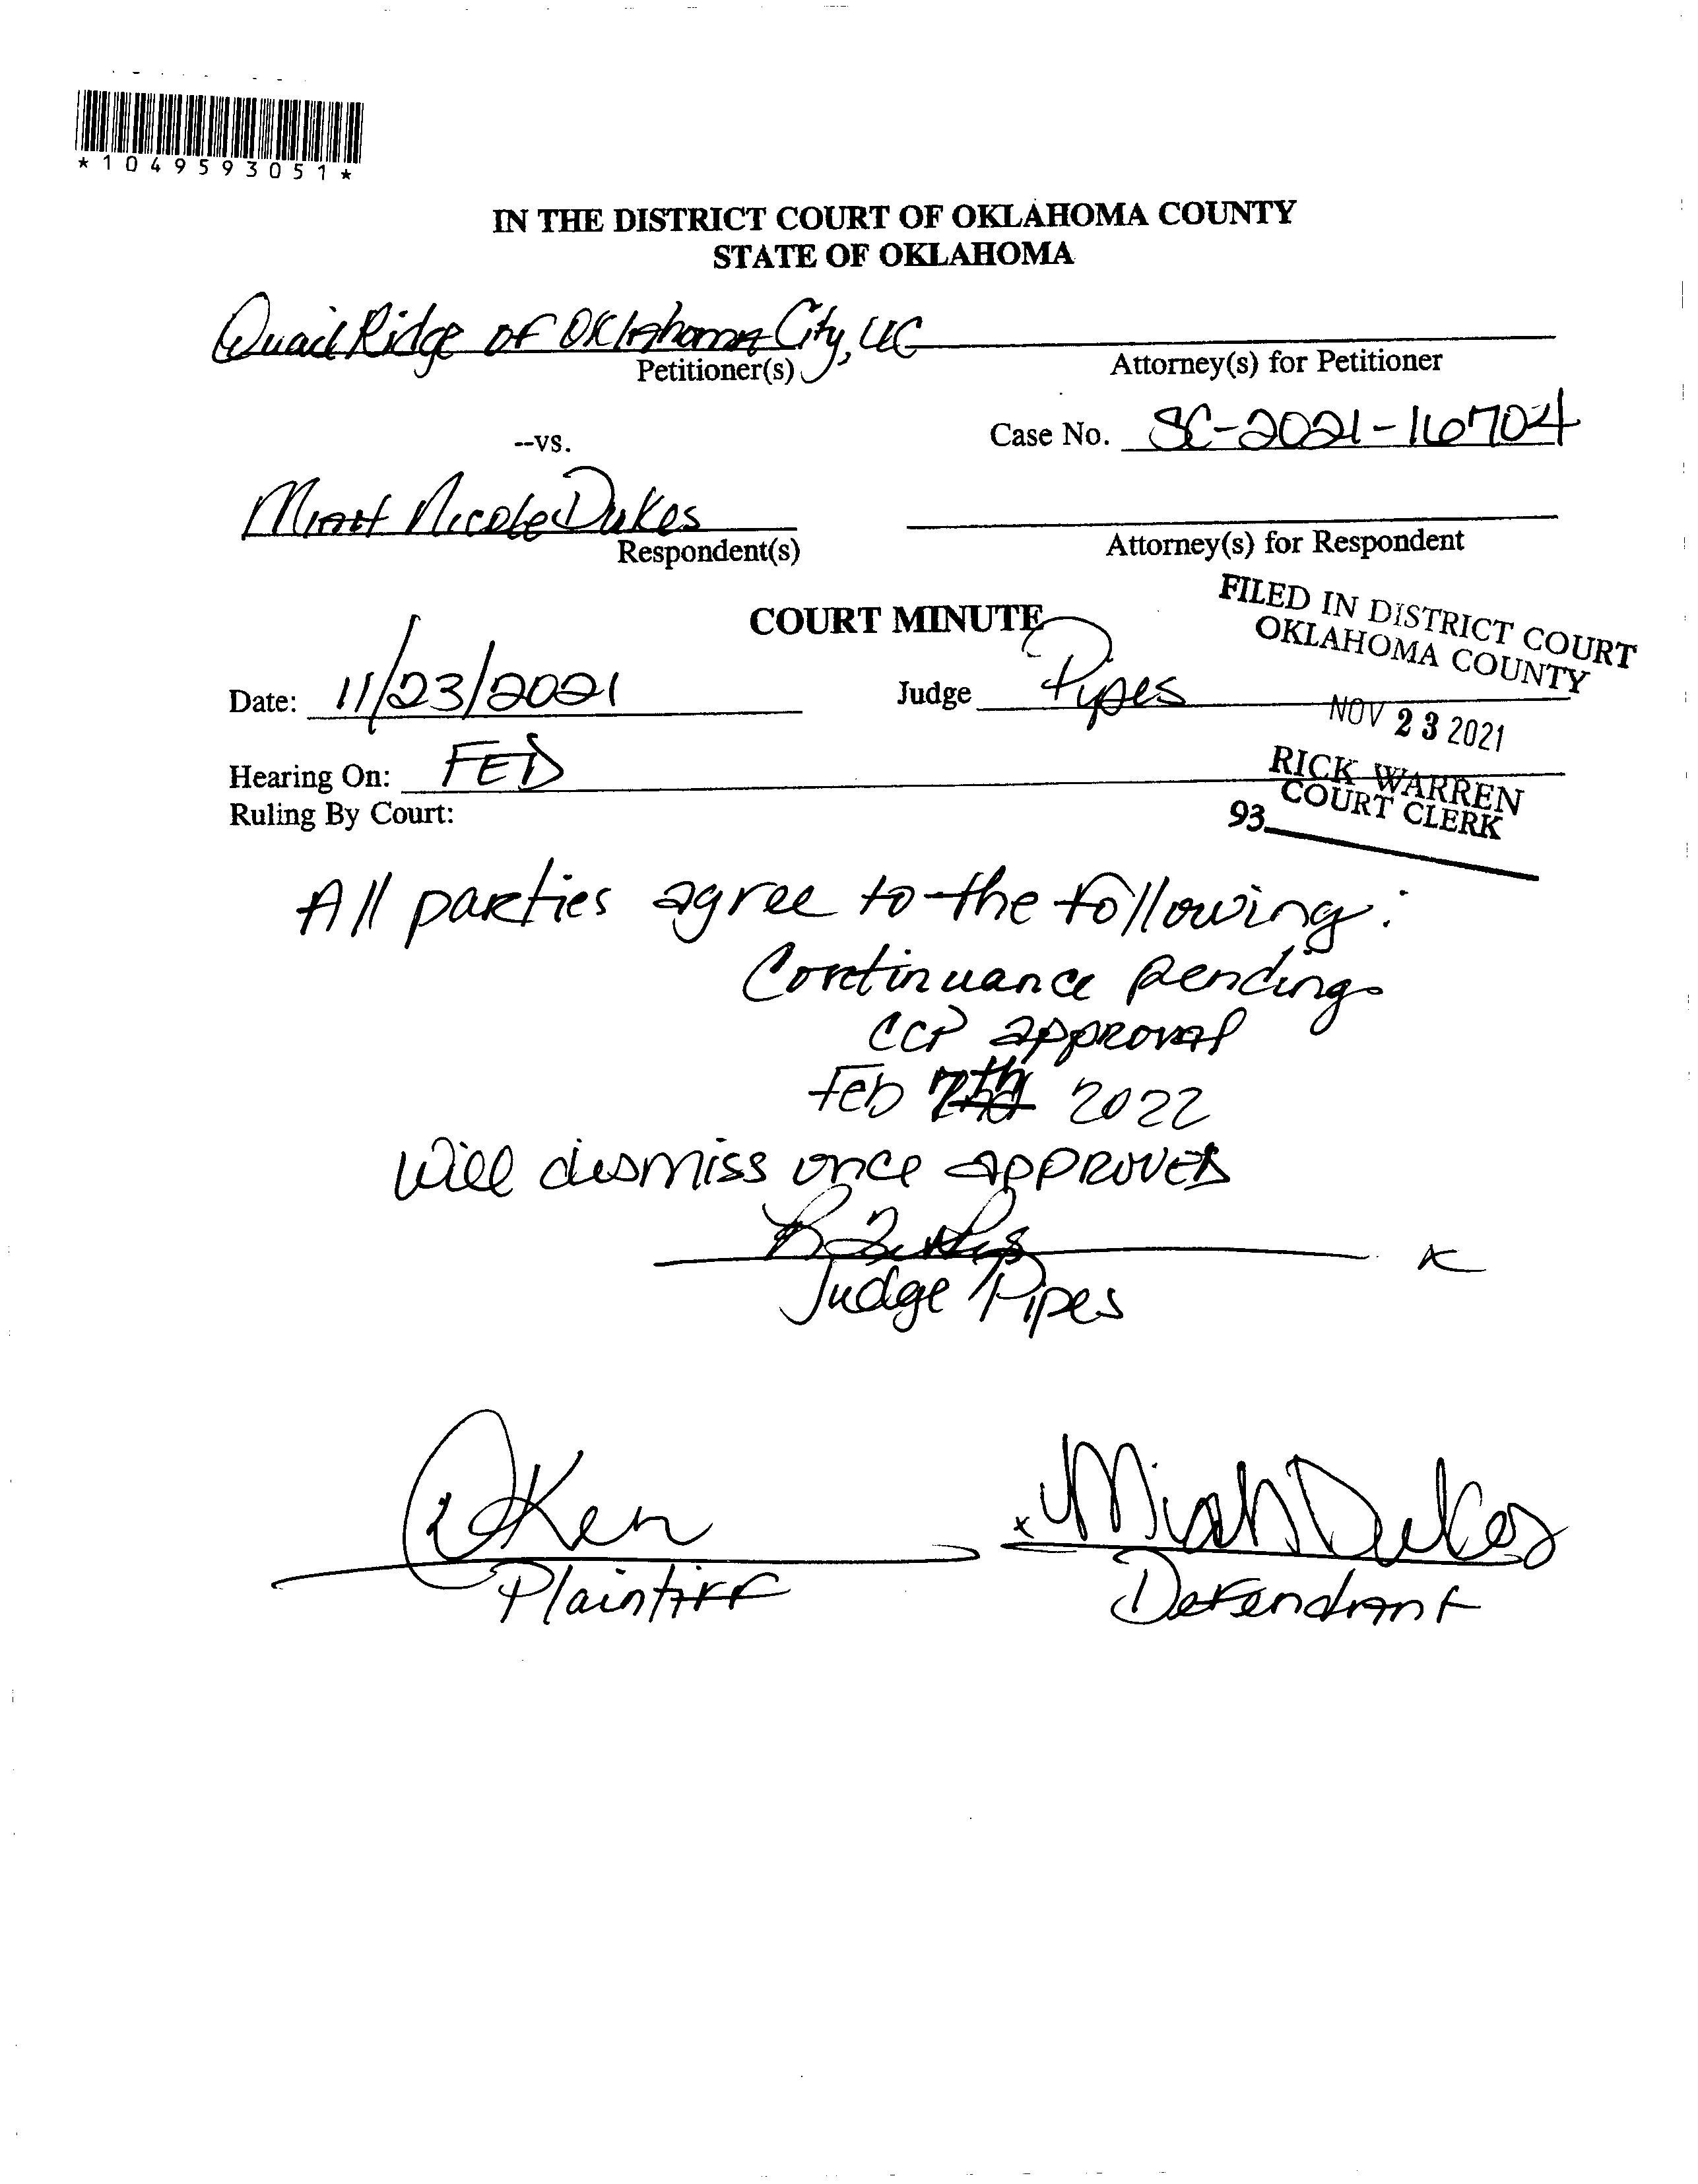 *1049593051*
IN THE DISTRICT COURT OF OKLAHOMA COUNTY
STATE OF OKLAHOMA
Quail Ridge of Oklahoma City, LLC
Petitioner(s)
Attorney(s) for Petitioner
--vs.
Case No. SC-2021-16704
Miah Nicole Dukes
Respondent(s)
Attorney(s) for Respondent
COURT MINUTE
FILED IN DISTRICT COURT
OKLAHOMA COUNTY
Date: 11/23/2021
Judge Pipes
NOV 23 2021
Hearing On: FED
RICK WARREN
COURT CLERK
Ruling By Court:
93
All parties agree to the following:
Continuance pending
CCP approval
Feb 2022
Will dismiss once APPROVED
Judge Pipes
Miah Dukes
Plaintiff
Defendant